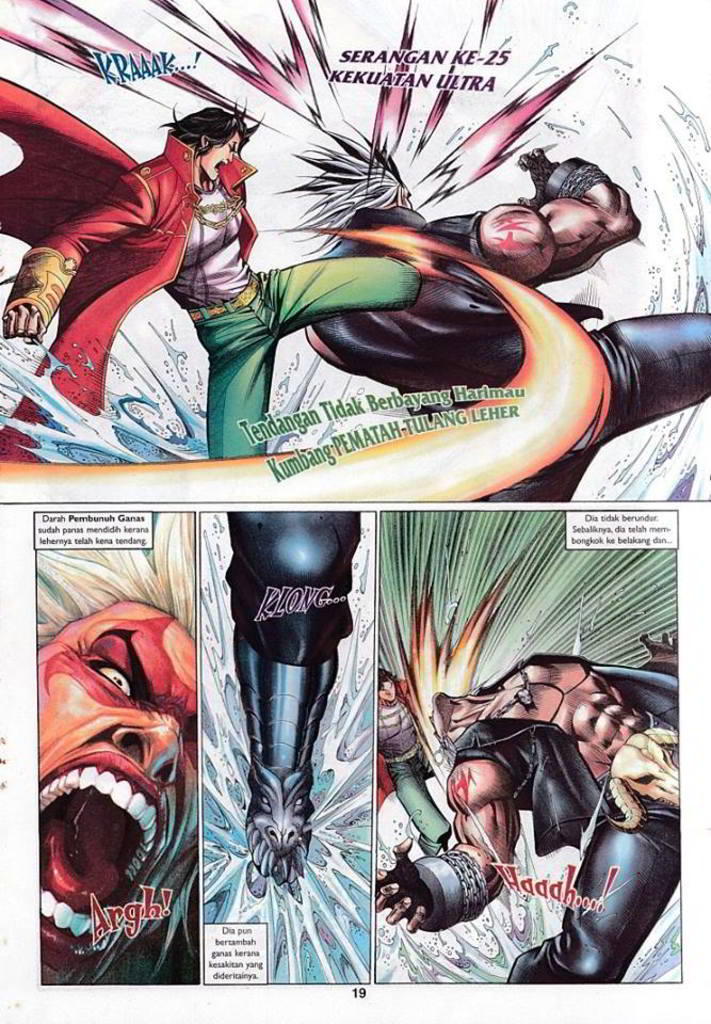 KRAAAK...!
SERANGAN KE-25
KEKUATAN ULTRA
Tendangan Tidak Berbayang Harimau
Kumbang PEMATAH TULANG LEHER
Darah Pembunuh Ganas
sudah panas mendidih kerana
lehernya telah kena tendang.
Argh!
KLONG...
Dia pun
bertambah
ganas kerana
kesakitan yang
dideritainya.
Dia tidak berundur.
Sebaliknya, dia telah mem-
bongkok ke belakang dan...
Haaah...!
19